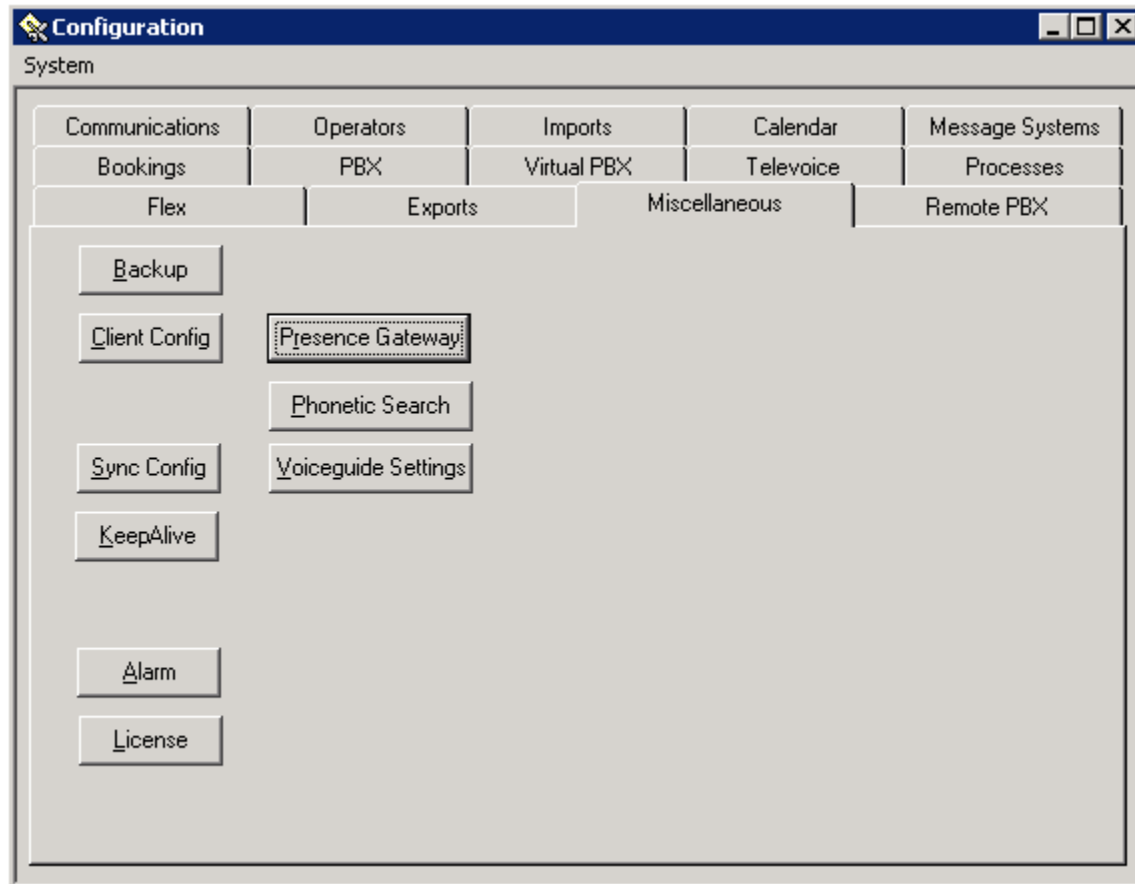 Configuration
System
Communications Operators Imports Calendar Message Systems
Bookings PBX Virtual PBX Televoice Processes
Flex Exports Miscellaneous Remote PBX
Backup
Client Config Presence Gateway
Phonetic Search
Sync Config Voiceguide Settings
KeepAlive
Alarm
License